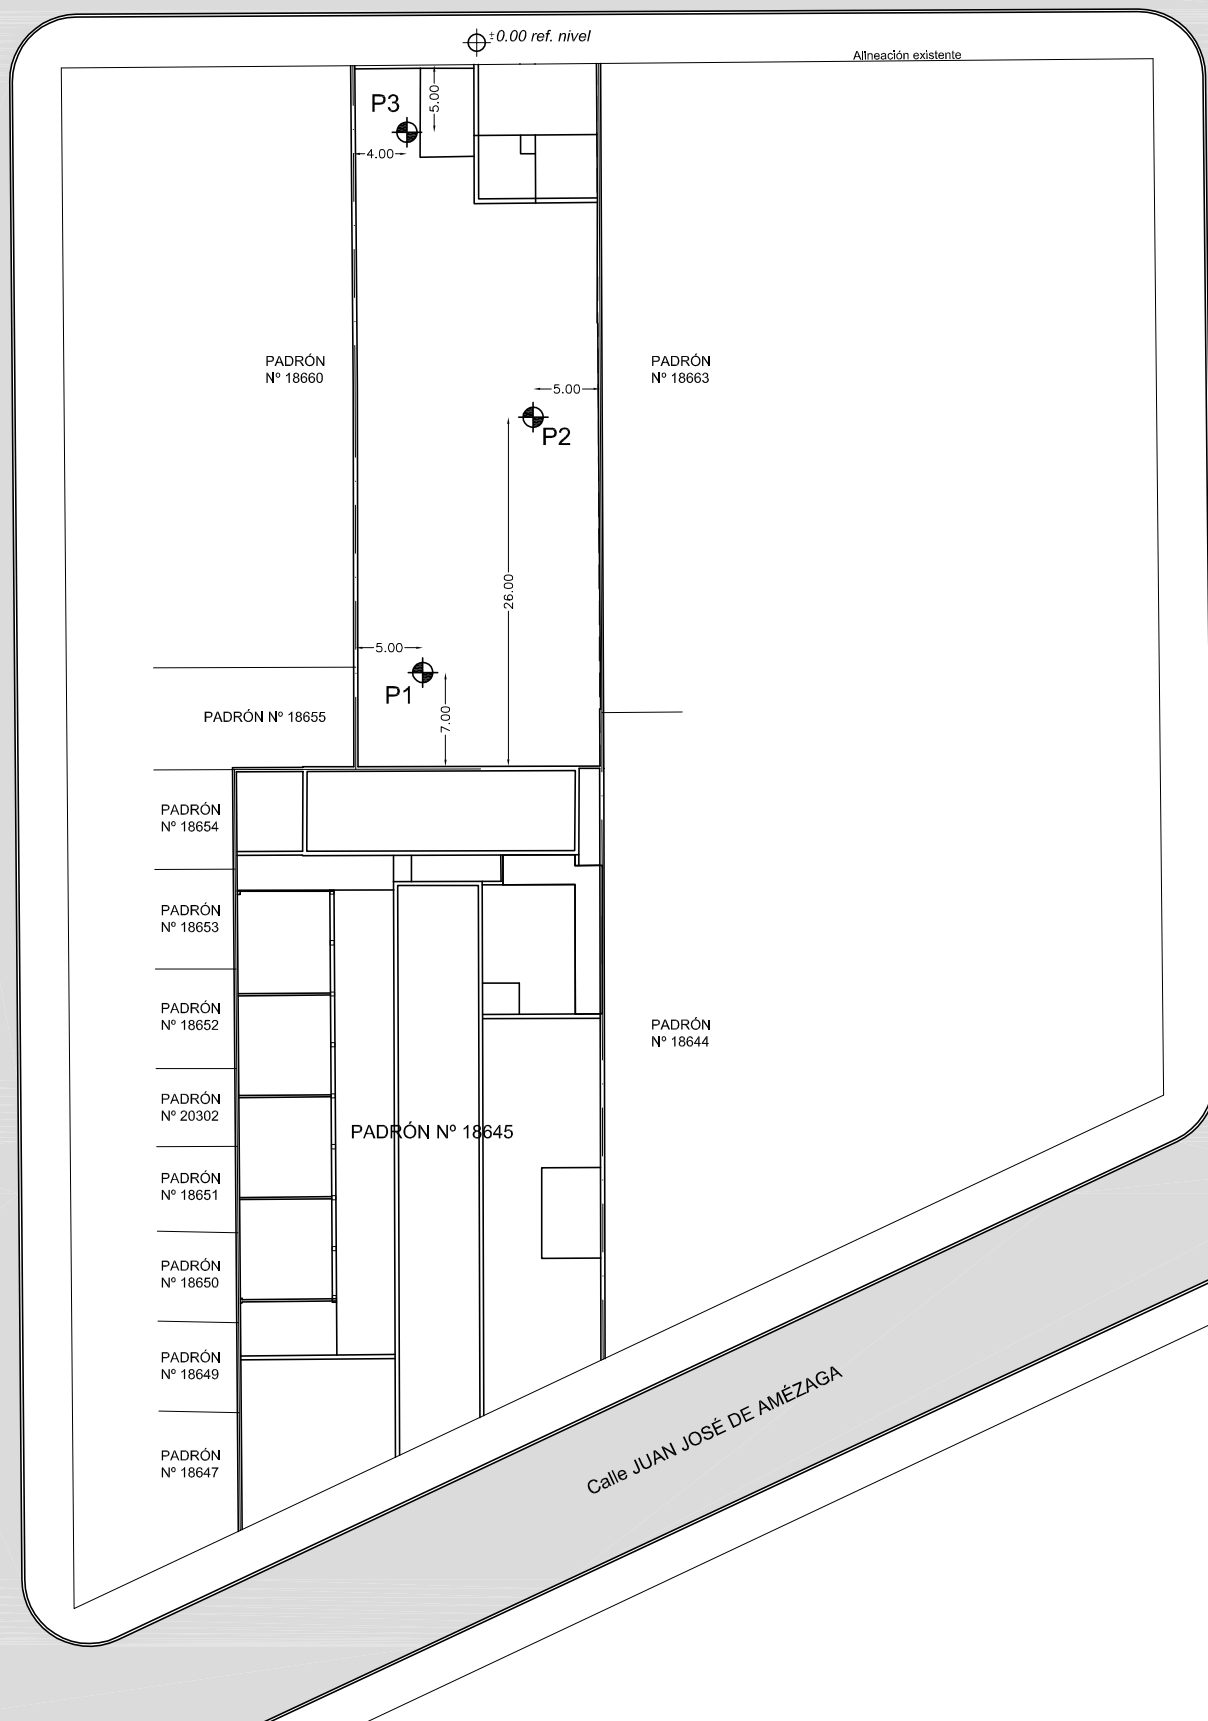 ±0.00 ref. nivel
Alineación existente
P3
5.00
4.00
PADRÓN
Nº 18660
PADRÓN
Nº 18663
5.00
P2
26.00
5.00
P1
7.00
PADRÓN Nº 18655
PADRÓN
Nº 18654
PADRÓN
Nº 18653
PADRÓN
Nº 18652
PADRÓN
Nº 18644
PADRÓN
Nº 20302
PADRÓN Nº 18645
PADRÓN
Nº 18651
PADRÓN
Nº 18650
PADRÓN
Nº 18649
Calle JUAN JOSÉ DE AMÉZAGA
PADRÓN
Nº 18647